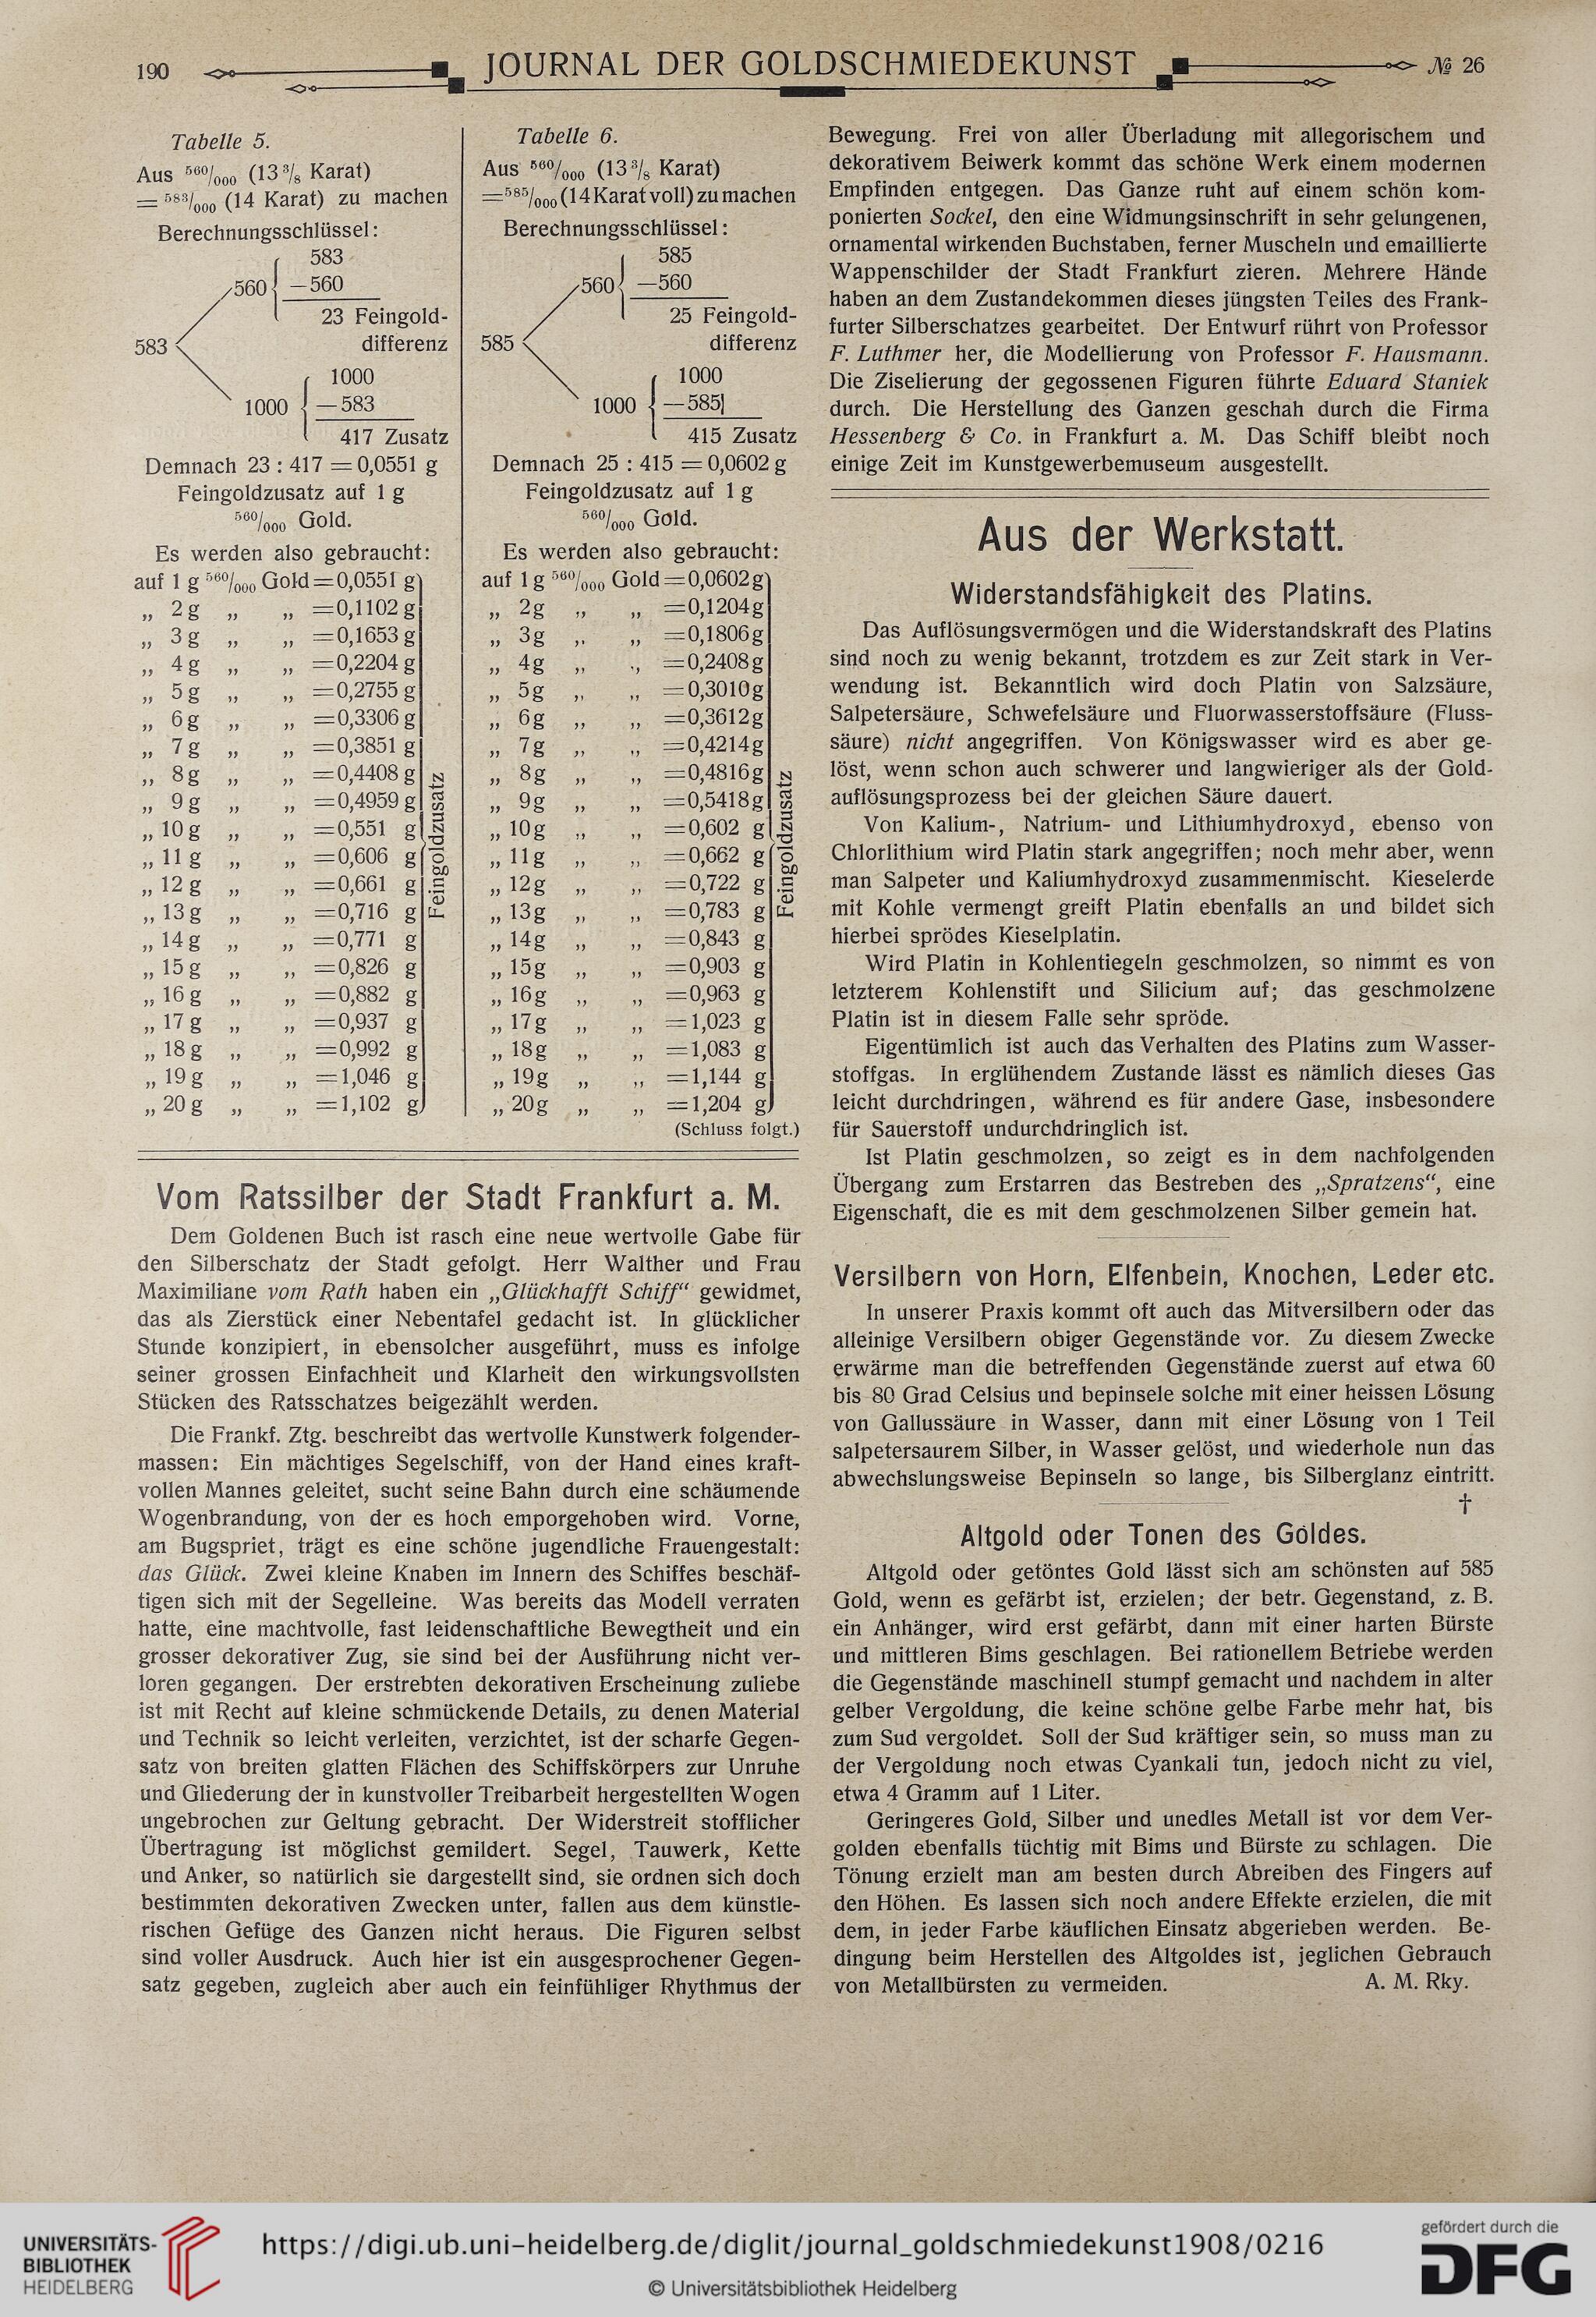 190
JOURNAL DER GOLDSCHMIEDEKUNST
№ 26
Tabelle 5.
Aus 560/000 (13 3/8 Karat)
= 583/000 (14 Karat) zu machen
Berechnungsschlüssel:
583
560 { —560
23 Feingold-
583 differenz
1000
1000 { —583
417 Zusatz
Demnach 23 : 417 = 0,0551 g
Feingoldzusatz auf 1 g
560/000 Gold.
Es werden also gebraucht:
auf 1 g 560/000 Gold = 0,0551 g
„ 2 g „ „ = 0,1102 g
„ 3 g „ „ = 0,1653 g
„ 4 g „ „ = 0,2204 g
„ 5 g „ „ = 0,2755 g
„ 6 g „ „ = 0,3306 g
„ 7 g „ „ = 0,3851 g
„ 8 g „ „ = 0,4408 g
„ 9 g „ „ = 0,4959 g
„ 10 g „ „ = 0,551 g
„ 11 g „ „ = 0,606 g
„ 12 g „ „ = 0,661 g
„ 13 g „ „ = 0,716 g
„ 14 g „ „ = 0,771 g
„ 15 g „ „ = 0,826 g
„ 16 g „ „ = 0,882 g
„ 17 g „ „ = 0,937 g
„ 18 g „ „ = 0,992 g
„ 19 g „ „ = 1,046 g
„ 20 g „ „ = 1,102 g
Feingoldzusatz
Tabelle 6.
Aus 560/000 (13 3/8 Karat)
= 585/000 (14 Karat voll) zu machen
Berechnungsschlüssel:
585
560 { —560
25 Feingold-
585 differenz
1000
1000 { —585
415 Zusatz
Demnach 25 : 415 = 0,0602 g
Feingoldzusatz auf 1 g
560/000 Gold.
Es werden also gebraucht:
auf 1 g 560/000 Gold = 0,0602 g
„ 2 g „ „ = 0,1204 g
„ 3 g „ „ = 0,1806 g
„ 4 g „ „ = 0,2408 g
„ 5 g „ „ = 0,3010 g
„ 6 g „ „ = 0,3612 g
„ 7 g „ „ = 0,4214 g
„ 8 g „ „ = 0,4816 g
„ 9 g „ „ = 0,5418 g
„ 10 g „ „ = 0,602 g
„ 11 g „ „ = 0,662 g
„ 12 g „ „ = 0,722 g
„ 13 g „ „ = 0,783 g
„ 14 g „ „ = 0,843 g
„ 15 g „ „ = 0,903 g
„ 16 g „ „ = 0,963 g
„ 17 g „ „ = 1,023 g
„ 18 g „ „ = 1,083 g
„ 19 g „ „ = 1,144 g
„ 20 g „ „ = 1,204 g
Feingoldzusatz
(Schluss folgt.)
Vom Ratssilber der Stadt Frankfurt a. M.
Dem Goldenen Buch ist rasch eine neue wertvolle Gabe für
den Silberschatz der Stadt gefolgt. Herr Walther und Frau
Maximiliane vom Rath haben ein „Glückhafft Schiff“ gewidmet,
das als Zierstück einer Nebentafel gedacht ist. In glücklicher
Stunde konzipiert, in ebensolcher ausgeführt, muss es infolge
seiner grossen Einfachheit und Klarheit den wirkungsvollsten
Stücken des Ratsschatzes beigezählt werden.
Die Frankf. Ztg. beschreibt das wertvolle Kunstwerk folgender-
massen: Ein mächtiges Segelschiff, von der Hand eines kraft-
vollen Mannes geleitet, sucht seine Bahn durch eine schäumende
Wogenbrandung, von der es hoch emporgehoben wird. Vorne,
am Bugspriet, trägt es eine schöne jugendliche Frauengestalt:
das Glück. Zwei kleine Knaben im Innern des Schiffes beschäf-
tigen sich mit der Segelleine. Was bereits das Modell verraten
hatte, eine machtvolle, fast leidenschaftliche Bewegtheit und ein
grosser dekorativer Zug, sie sind bei der Ausführung nicht ver-
loren gegangen. Der erstrebten dekorativen Erscheinung zuliebe
ist mit Recht auf kleine schmückende Details, zu denen Material
und Technik so leicht verleiten, verzichtet, ist der scharfe Gegen-
satz von breiten glatten Flächen des Schiffskörpers zur Unruhe
und Gliederung der in kunstvoller Treibarbeit hergestellten Wogen
ungebrochen zur Geltung gebracht. Der Widerstreit stofflicher
Übertragung ist möglichst gemildert. Segel, Tauwerk, Kette
und Anker, so natürlich sie dargestellt sind, sie ordnen sich doch
bestimmten dekorativen Zwecken unter, fallen aus dem künstle-
rischen Gefüge des Ganzen nicht heraus. Die Figuren selbst
sind voller Ausdruck. Auch hier ist ein ausgesprochener Gegen-
satz gegeben, zugleich aber auch ein feinfühliger Rhythmus der
Bewegung. Frei von aller Überladung mit allegorischem und
dekorativem Beiwerk kommt das schöne Werk einem modernen
Empfinden entgegen. Das Ganze ruht auf einem schön kom-
ponierten Sockel, den eine Widmungsinschrift in sehr gelungenen,
ornamental wirkenden Buchstaben, ferner Muscheln und emaillierte
Wappenschilder der Stadt Frankfurt zieren. Mehrere Hände
haben an dem Zustandekommen dieses jüngsten Teiles des Frank-
furter Silberschatzes gearbeitet. Der Entwurf rührt von Professor
F. Luthmer her, die Modellierung von Professor F. Hausmann.
Die Ziselierung der gegossenen Figuren führte Eduard Staniek
durch. Die Herstellung des Ganzen geschah durch die Firma
Hessenberg & Co. in Frankfurt a. M. Das Schiff bleibt noch
einige Zeit im Kunstgewerbemuseum ausgestellt.
Aus der Werkstatt.
Widerstandsfähigkeit des Platins.
Das Auflösungsvermögen und die Widerstandskraft des Platins
sind noch zu wenig bekannt, trotzdem es zur Zeit stark in Ver-
wendung ist. Bekanntlich wird doch Platin von Salzsäure,
Salpetersäure, Schwefelsäure und Fluorwasserstoffsäure (Fluss-
säure) nicht angegriffen. Von Königswasser wird es aber ge-
löst, wenn schon auch schwerer und langwieriger als der Gold-
auflösungsprozess bei der gleichen Säure dauert.
Von Kalium-, Natrium- und Lithiumhydroxyd, ebenso von
Chlorlithium wird Platin stark angegriffen; noch mehr aber, wenn
man Salpeter und Kaliumhydroxyd zusammenmischt. Kieselerde
mit Kohle vermengt greift Platin ebenfalls an und bildet sich
hierbei sprödes Kieselplatin.
Wird Platin in Kohlentiegeln geschmolzen, so nimmt es von
letzterem Kohlenstift und Silicium auf; das geschmolzene
Platin ist in diesem Falle sehr spröde.
Eigentümlich ist auch das Verhalten des Platins zum Wasser-
stoffgas. In erglühendem Zustande lässt es nämlich dieses Gas
leicht durchdringen, während es für andere Gase, insbesondere
für Sauerstoff undurchdringlich ist.
Ist Platin geschmolzen, so zeigt es in dem nachfolgenden
Übergang zum Erstarren das Bestreben des „Spratzens“, eine
Eigenschaft, die es mit dem geschmolzenen Silber gemein hat.
Versilbern von Horn, Elfenbein, Knochen, Leder etc.
In unserer Praxis kommt oft auch das Mitversilbern oder das
alleinige Versilbern obiger Gegenstände vor. Zu diesem Zwecke
erwärme man die betreffenden Gegenstände zuerst auf etwa 60
bis 80 Grad Celsius und bepinsele solche mit einer heissen Lösung
von Gallussäure in Wasser, dann mit einer Lösung von 1 Teil
salpetersaurem Silber, in Wasser gelöst, und wiederhole nun das
abwechslungsweise Bepinseln so lange, bis Silberglanz eintritt.
†
Altgold oder Tonen des Goldes.
Altgold oder getöntes Gold lässt sich am schönsten auf 585
Gold, wenn es gefärbt ist, erzielen; der betr. Gegenstand, z. B.
ein Anhänger, wird erst gefärbt, dann mit einer harten Bürste
und mittleren Bims geschlagen. Bei rationellem Betriebe werden
die Gegenstände maschinell stumpf gemacht und nachdem in alter
gelber Vergoldung, die keine schöne gelbe Farbe mehr hat, bis
zum Sud vergoldet. Soll der Sud kräftiger sein, so muss man zu
der Vergoldung noch etwas Cyankali tun, jedoch nicht zu viel,
etwa 4 Gramm auf 1 Liter.
Geringeres Gold, Silber und unedles Metall ist vor dem Ver-
golden ebenfalls tüchtig mit Bims und Bürste zu schlagen. Die
Tönung erzielt man am besten durch Abreiben des Fingers auf
den Höhen. Es lassen sich noch andere Effekte erzielen, die mit
dem, in jeder Farbe käuflichen Einsatz abgerieben werden. Be-
dingung beim Herstellen des Altgoldes ist, jeglichen Gebrauch
von Metallbürsten zu vermeiden. A. M. Rky.
UNIVERSITÄTS-
BIBLIOTHEK
HEIDELBERG
https://digi.ub.uni-heidelberg.de/diglit/journal_goldschmiedekunst1908/0216
© Universitätsbibliothek Heidelberg
gefördert durch die
DFG